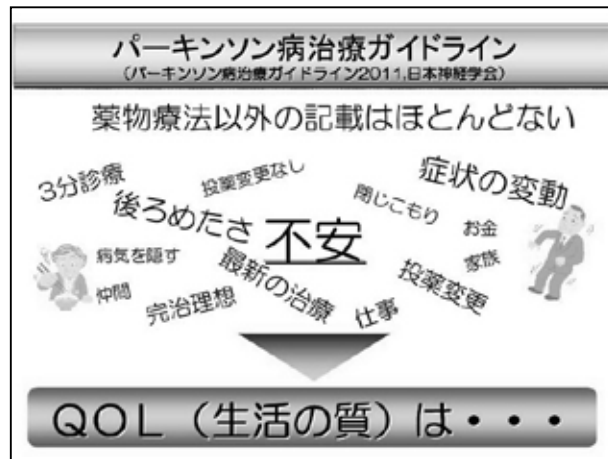 パーキンソン病治療ガイドライン
(パーキンソン病治療ガイドライン2011.日本神経学会)
薬物療法以外の記載はほとんどない
3分診療
投薬変更なし
症状の変動
後ろめたさ
不安
閉じこもり
お金
病気を隠す
最新の治療
家族
仲間
完治理想
仕事
投薬変更
QOL(生活の質)は・・・